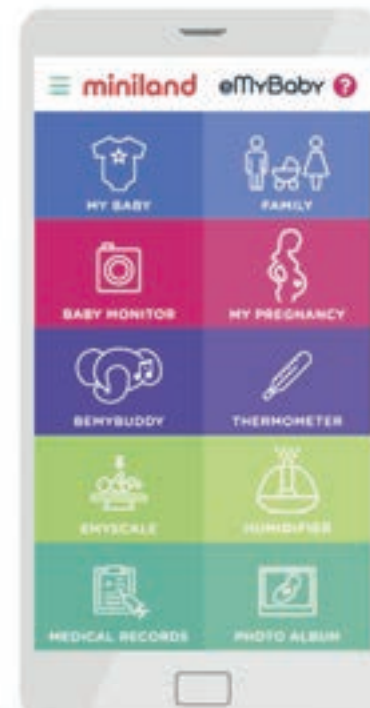 miniland eMyBaby ?
MY BABY FAMILY
BABY MONITOR MY PREGNANCY
BEMYBUDDY THERMOMETER
EMYSCALE HUMIDIFIER
MEDICAL RECORDS PHOTO ALBUM